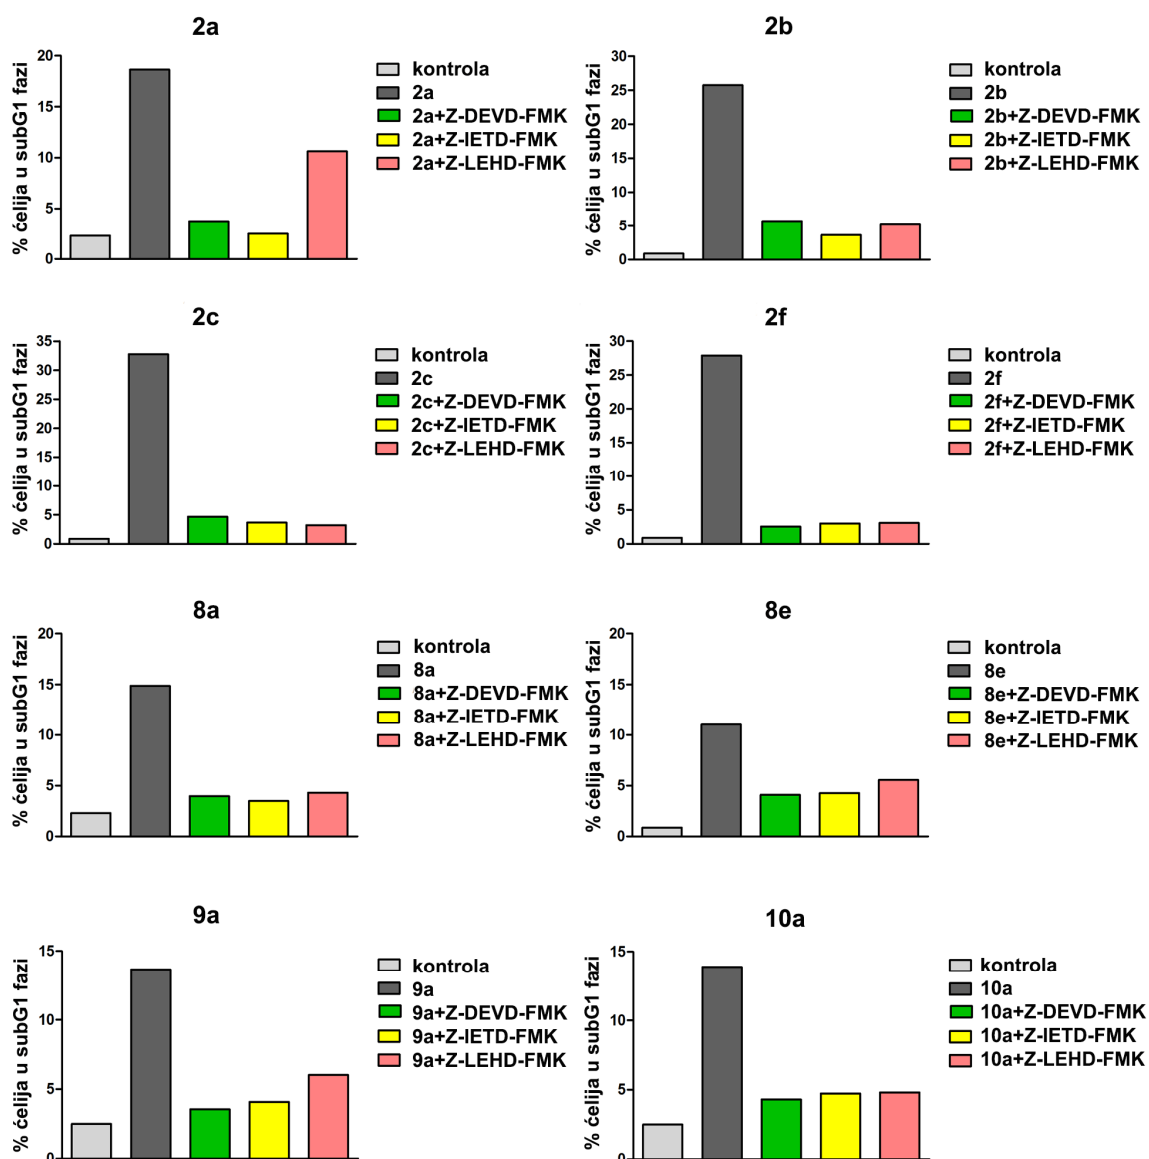 2a
% ćelija u subG1 fazi
20
15
10
5
0
kontrola
2a
2a+Z-DEVD-FMK
2a+Z-IETD-FMK
2a+Z-LEHD-FMK
2b
% ćelija u subG1 fazi
30
25
20
15
10
5
0
kontrola
2b
2b+Z-DEVD-FMK
2b+Z-IETD-FMK
2b+Z-LEHD-FMK
2c
% ćelija u subG1 fazi
35
30
25
20
15
10
5
0
kontrola
2c
2c+Z-DEVD-FMK
2c+Z-IETD-FMK
2c+Z-LEHD-FMK
2f
% ćelija u subG1 fazi
30
25
20
15
10
5
0
kontrola
2f
2f+Z-DEVD-FMK
2f+Z-IETD-FMK
2f+Z-LEHD-FMK
8a
% ćelija u subG1 fazi
20
15
10
5
0
kontrola
8a
8a+Z-DEVD-FMK
8a+Z-IETD-FMK
8a+Z-LEHD-FMK
8e
% ćelija u subG1 fazi
20
15
10
5
0
kontrola
8e
8e+Z-DEVD-FMK
8e+Z-IETD-FMK
8e+Z-LEHD-FMK
9a
% ćelija u subG1 fazi
15
10
5
0
kontrola
9a
9a+Z-DEVD-FMK
9a+Z-IETD-FMK
9a+Z-LEHD-FMK
10a
% ćelija u subG1 fazi
15
10
5
0
kontrola
10a
10a+Z-DEVD-FMK
10a+Z-IETD-FMK
10a+Z-LEHD-FMK